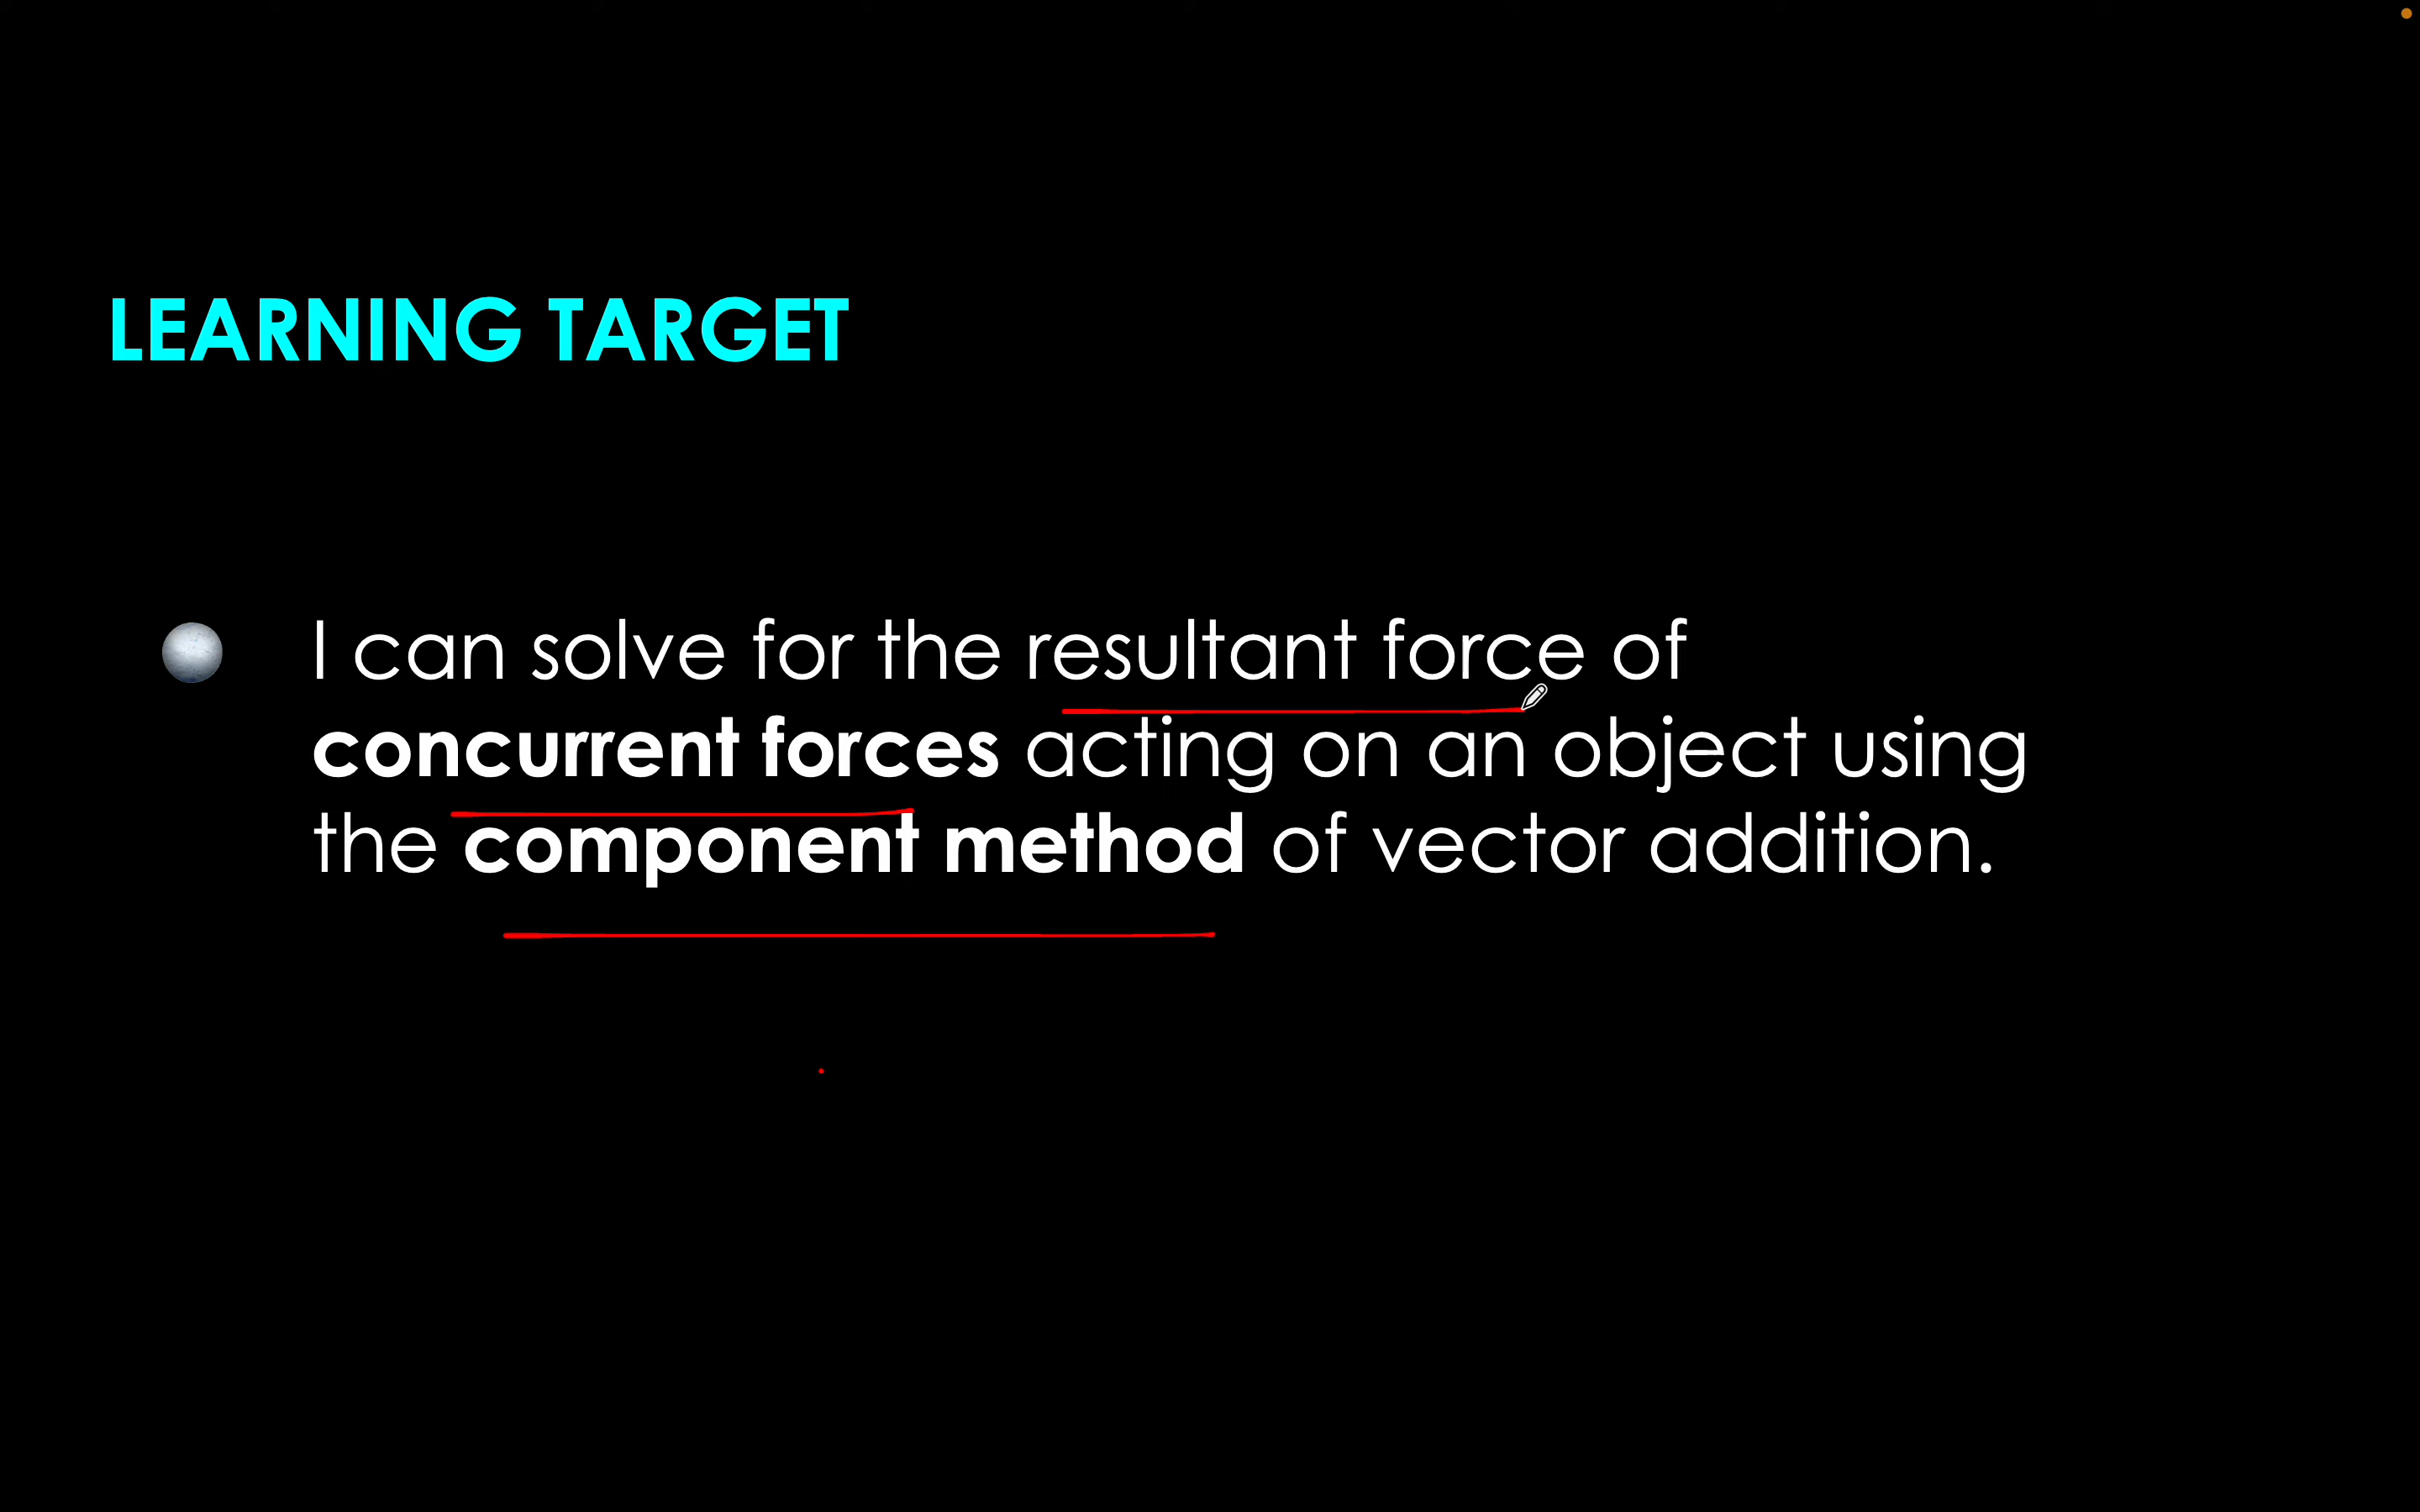 LEARNING TARGET
I can solve for the resultant force of
concurrent forces acting on an object using
the component method of vector addition.